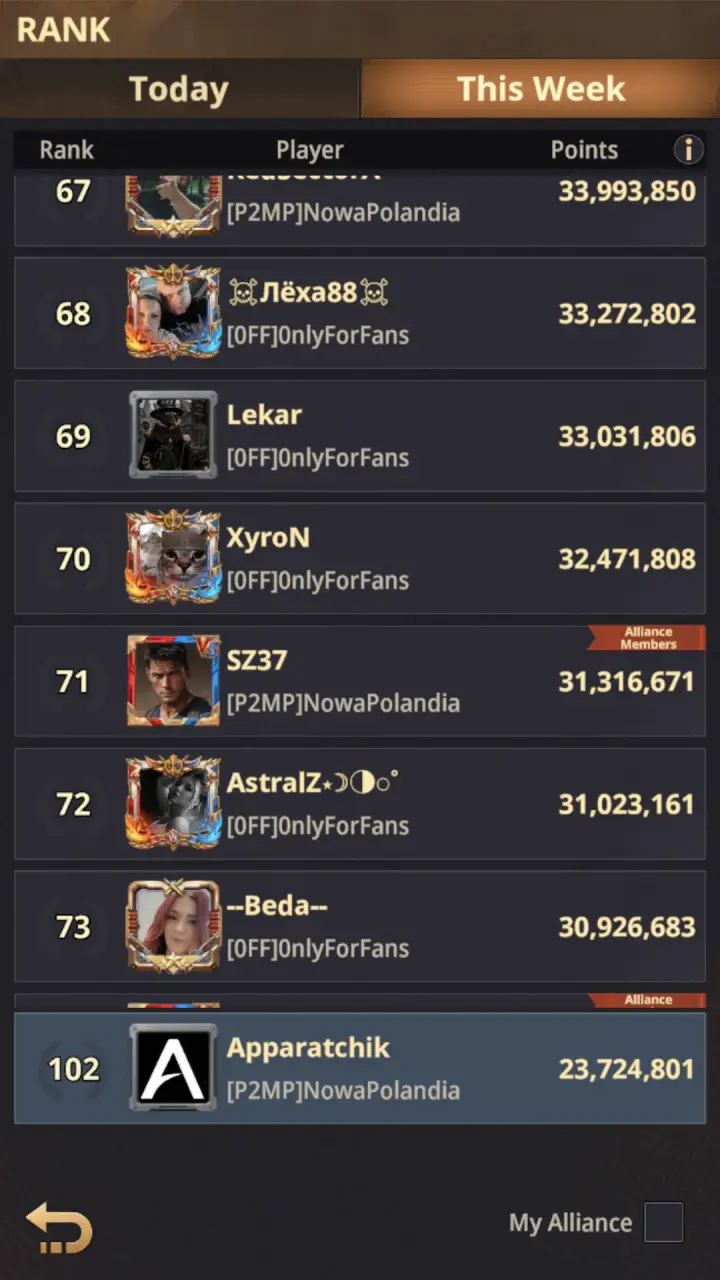 RANK
Today
This Week
Rank Player Points
67
[P2MP]NowaPolandia
33,993,850
68
☠Лёха88☠
[0FF]0nlyForFans
33,272,802
69
Lekar
[0FF]0nlyForFans
33,031,806
70
XyroN
[0FF]0nlyForFans
32,471,808
Alliance
Members
71
SZ37
[P2MP]NowaPolandia
31,316,671
72
AstralZ⋆☽◑○°
[0FF]0nlyForFans
31,023,161
73
--Beda--
[0FF]0nlyForFans
30,926,683
Alliance
102
Apparatchik
[P2MP]NowaPolandia
23,724,801
My Alliance